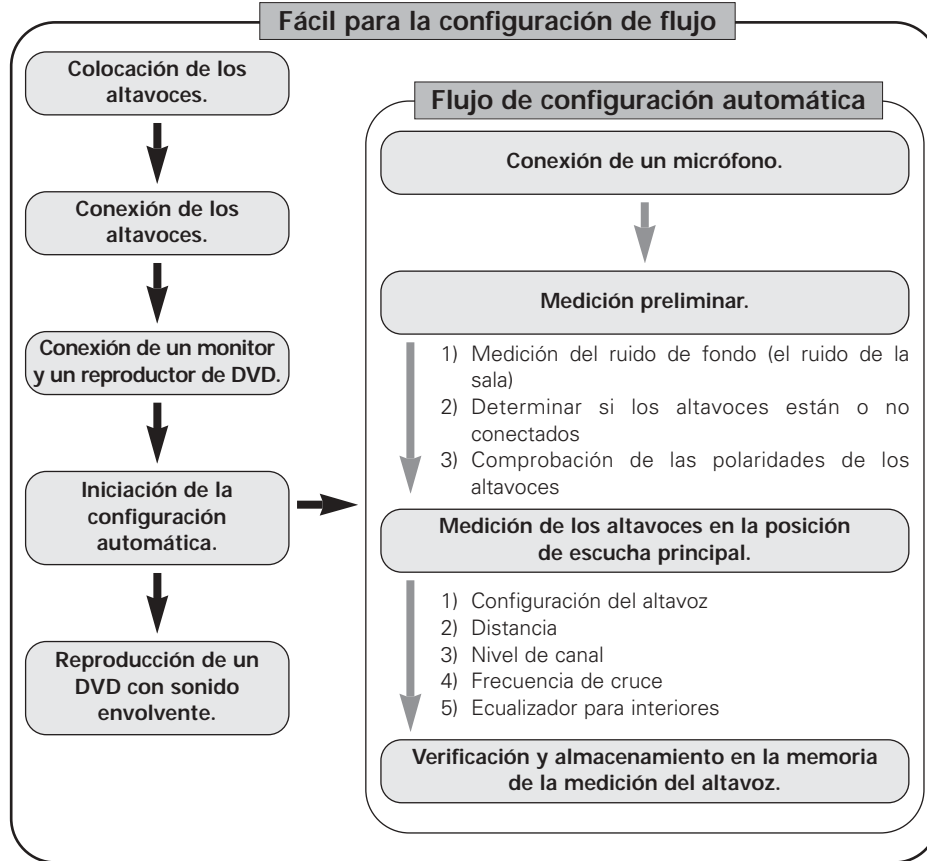 Fácil para la configuración de flujo
Colocación de los
altavoces.
Conexión de los
altavoces.
Conexión de un monitor
y un reproductor de DVD.
Iniciación de la
configuración
automática.
Reproducción de un
DVD con sonido
envolvente.
Flujo de configuración automática
Conexión de un micrófono.
Medición preliminar.
1) Medición del ruido de fondo (el ruido de la
sala)
2) Determinar si los altavoces están o no
conectados
3) Comprobación de las polaridades de los
altavoces
Medición de los altavoces en la posición
de escucha principal.
1) Configuración del altavoz
2) Distancia
3) Nivel de canal
4) Frecuencia de cruce
5) Ecualizador para interiores
Verificación y almacenamiento en la memoria
de la medición del altavoz.